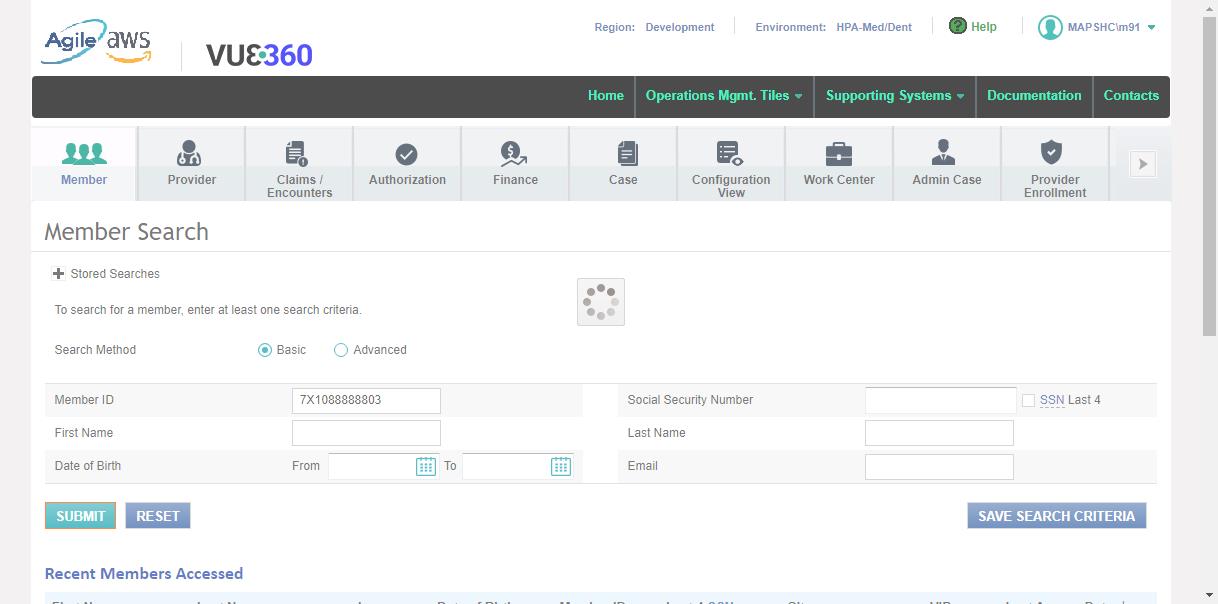 Agile aws
VUE360
Region: Development
Environment: HPA-Med/Dent
Help
MAPSHC\m91
Home
Operations Mgmt. Tiles
Supporting Systems
Documentation
Contacts
Member
Provider
Claims /
Encounters
Authorization
Finance
Case
Configuration
View
Work Center
Admin Case
Provider
Enrollment
Member Search
Stored Searches
To search for a member, enter at least one search criteria.
Search Method Basic Advanced
Member ID 7X1088888803 Social Security Number SSN Last 4
First Name Last Name
Date of Birth From To Email
SUBMIT RESET SAVE SEARCH CRITERIA
Recent Members Accessed